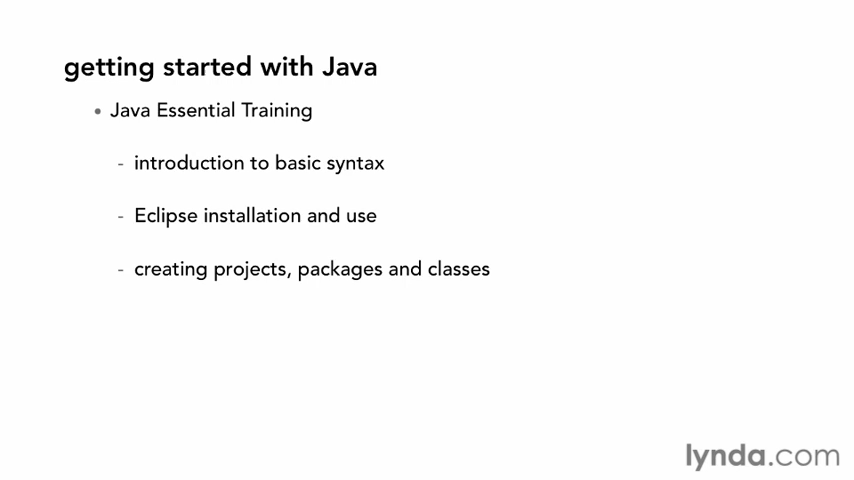 getting started with Java
• Java Essential Training
- introduction to basic syntax
- Eclipse installation and use
- creating projects, packages and classes
lynda.com